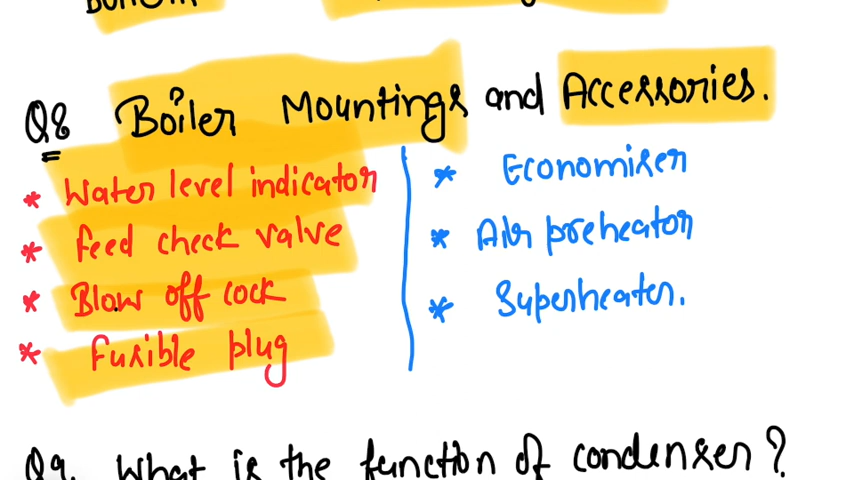 Q8 Boiler Mountings and Accessories.
* Water level indicator
* feed check valve
* Blow off cock
* fusible plug
* Economiser
* Air preheator
* Superheater.
Q9. What is the function of condenser?